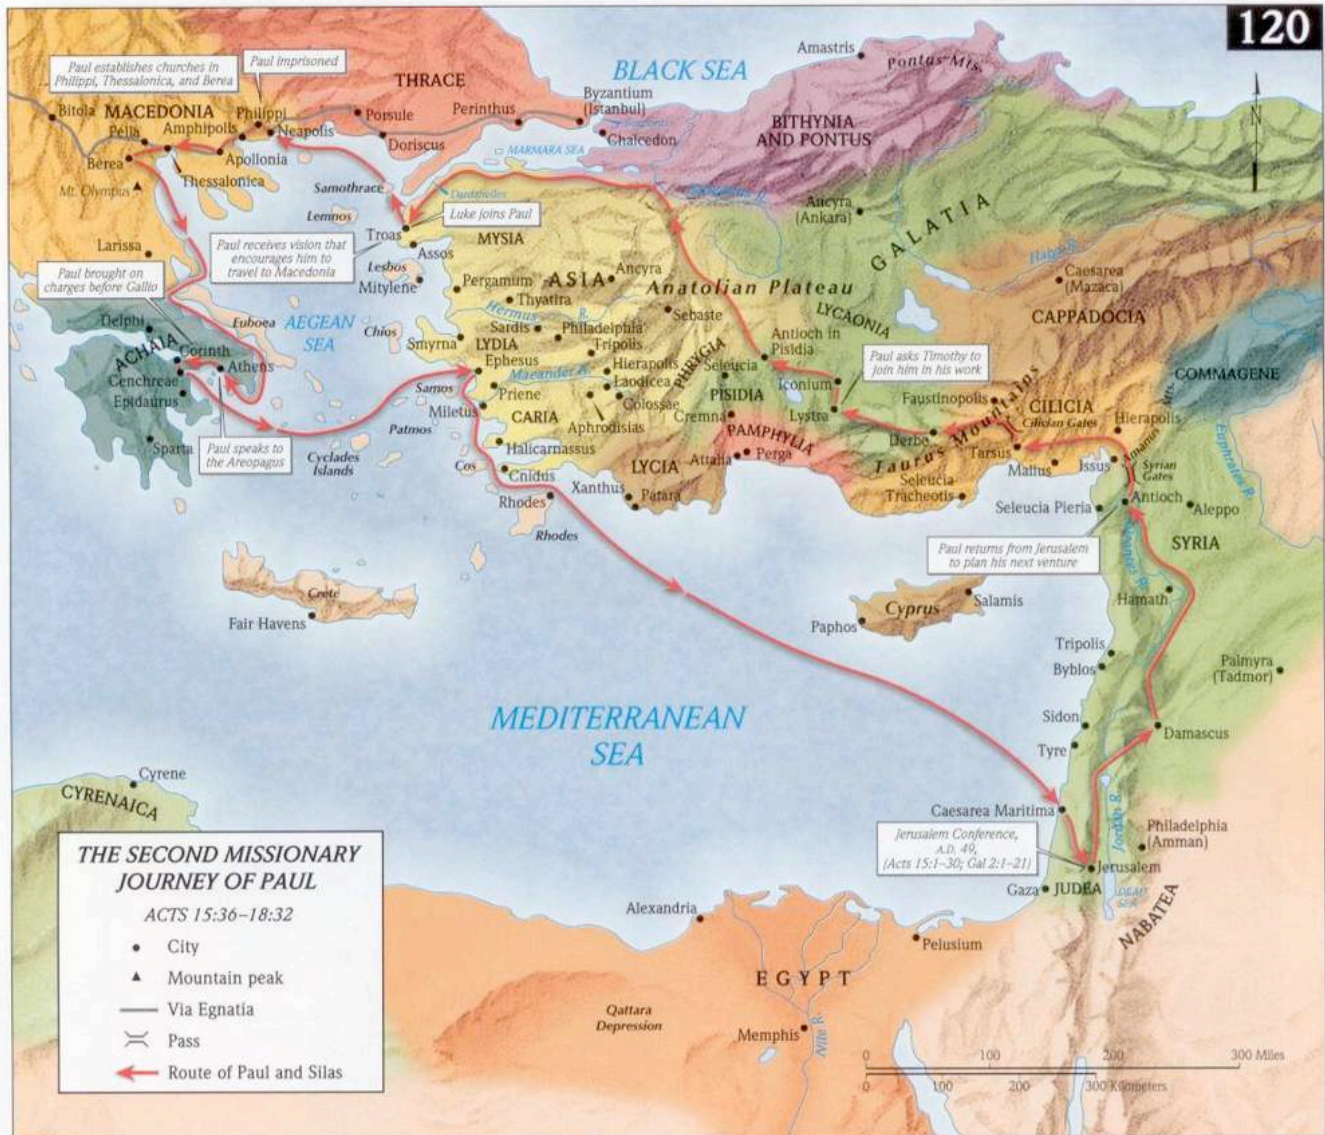 120
Paul establishes churches in
Philippi, Thessalonica, and Berea
Paul imprisoned
THRACE
BLACK SEA
Amastris
Pontus Mts.
Bitola
MACEDONIA
Philippi
Porsule
Perinthus
Byzantium
(Istanbul)
Pella
Amphipolls
Neapolis
Doriscus
Chalcedon
BITHYNIA
AND PONTUS
Berea
Apollonia
MARMARA SEA
Thessalonica
Mt. Olympus
Samothrace
Dardanelles
Lemnos
Luke joins Paul
Ancyra
(Ankara)
GALATIA
Troas
MYSIA
Paul receives vision that
encourages him to
travel to Macedonia
Assos
Larissa
Lesbos
Mitylene
Halys R.
Paul brought on
charges before Gallio
Pergamum
ASIA
Ancyra
Anatolian Plateau
Caesarea
(Mazaca)
Thyatira
Hermus R.
Sebaste
LYCAONIA
CAPPADOCIA
Delphi
Euboea
AEGEAN
SEA
Chios
Sardis
Philadelphia
Smyrna
LYDIA
Tripolis
Antioch in
Pisidia
ACHAIA
Corinth
Athens
Ephesus
Hierapolis
PHRYGIA
Seleucia
Paul asks Timothy to
join him in his work
COMMAGENE
Cenchreae
Maeander R.
Laodicea
Iconium
Epidaurus
Samos
Priene
Colossae
PISIDIA
Faustinopolis
Miletus
CARIA
Aphrodisias
Cremna
Lystra
CILICIA
Cilician Gates
Hierapolis
Patmos
PAMPHYLIA
Derbe
Taurus Mountains
Tarsus
Amanus Mts.
Sparta
Paul speaks to
the Areopagus
Cyclades
Islands
Halicarnassus
Attalia
Perga
Mallus
Issus
Euphrates R.
Cos
Cnidus
LYCIA
Syrian
Gates
Xanthus
Patara
Seleucia
Tracheotis
Rhodes
Seleucia Pieria
Antioch
Aleppo
Rhodes
SYRIA
Paul returns from Jerusalem
to plan his next venture
Orontes R.
Crete
Cyprus
Salamis
Hamath
Fair Havens
Paphos
Tripolis
Byblos
Palmyra
(Tadmor)
MEDITERRANEAN
SEA
Sidon
Damascus
Tyre
Cyrene
CYRENAICA
Caesarea Maritima
Jordan R.
Philadelphia
(Amman)
Jerusalem Conference,
A.D. 49,
(Acts 15:1–30; Gal 2:1–21)
Jerusalem
Gaza
JUDEA
DEAD
SEA
NABATEA
Alexandria
Pelusium
EGYPT
Qattara
Depression
Memphis
Nile R.
THE SECOND MISSIONARY
JOURNEY OF PAUL
ACTS 15:36–18:32
City
Mountain peak
Via Egnatia
Pass
Route of Paul and Silas
N
0 100 200 300 Miles
0 100 200 300 Kilometers